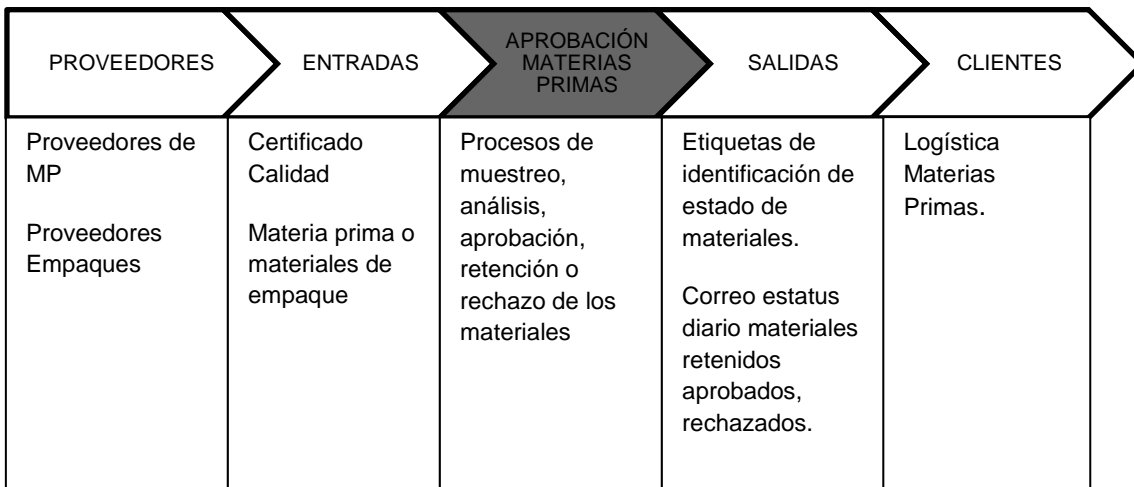 PROVEEDORES
ENTRADAS
APROBACIÓN
MATERIAS
PRIMAS
SALIDAS
CLIENTES
Proveedores de
MP
Proveedores
Empaques
Certificado
Calidad
Materia prima o
materiales de
empaque
Procesos de
muestreo,
análisis,
aprobación,
retención o
rechazo de los
materiales
Etiquetas de
identificación de
estado de
materiales.
Correo estatus
diario materiales
retenidos
aprobados,
rechazados.
Logística
Materias
Primas.